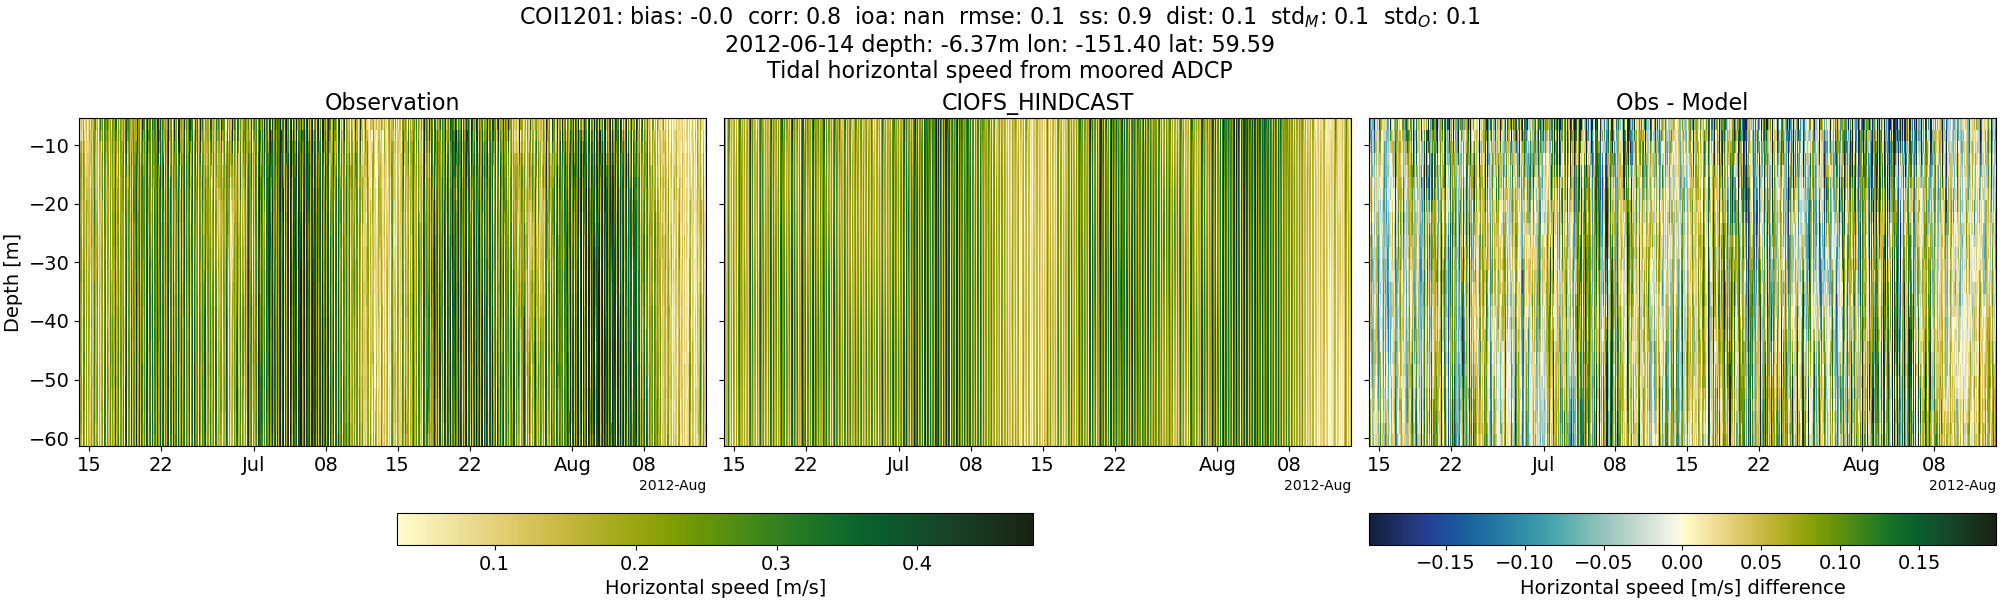 COI1201: bias: -0.0 corr: 0.8 ioa: nan rmse: 0.1 ss: 0.9 dist: 0.1 std_M: 0.1 std_O: 0.1
2012-06-14 depth: -6.37m lon: -151.40 lat: 59.59
Tidal horizontal speed from moored ADCP
Observation
CIOFS_HINDCAST
Obs - Model
Depth [m]
−10
−20
−30
−40
−50
−60
15 22 Jul 08 15 22 Aug 08
2012-Aug
15 22 Jul 08 15 22 Aug 08
2012-Aug
15 22 Jul 08 15 22 Aug 08
2012-Aug
0.1 0.2 0.3 0.4
Horizontal speed [m/s]
−0.15 −0.10 −0.05 0.00 0.05 0.10 0.15
Horizontal speed [m/s] difference